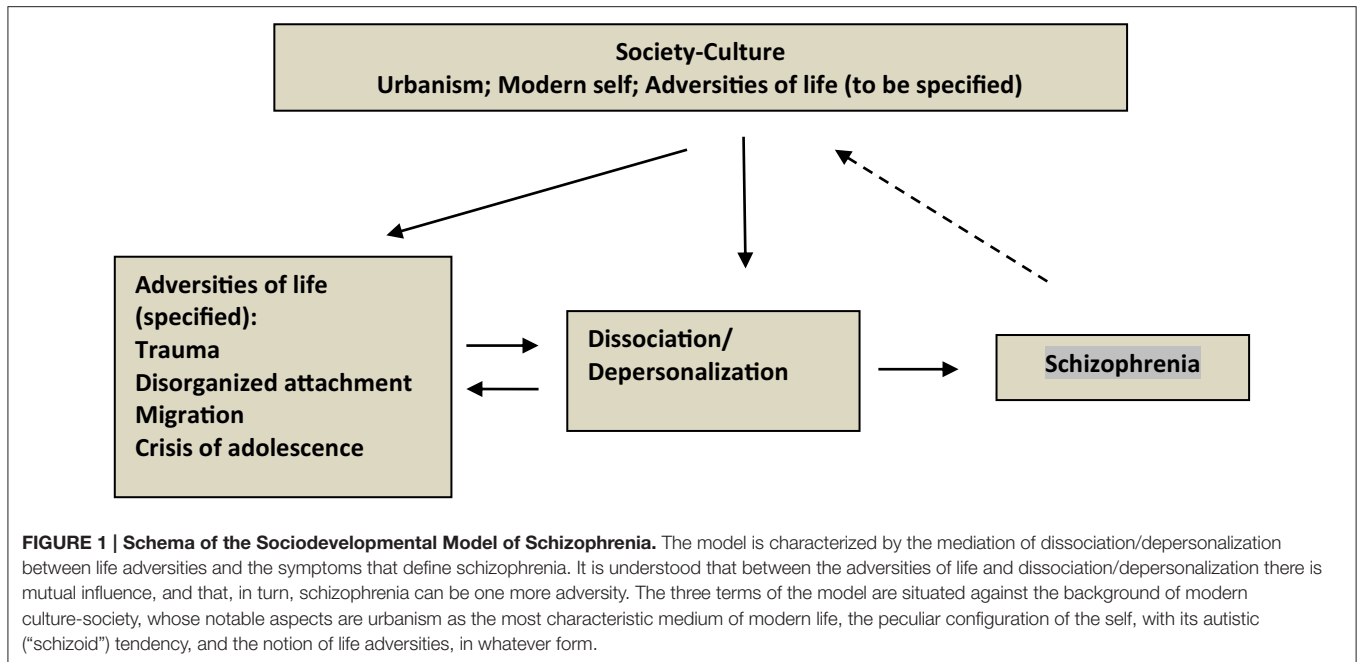 Society-Culture
Urbanism; Modern self; Adversities of life (to be specified)
Adversities of life
(specified):
Trauma
Disorganized attachment
Migration
Crisis of adolescence
Dissociation/
Depersonalization
Schizophrenia
FIGURE 1 | Schema of the Sociodevelopmental Model of Schizophrenia. The model is characterized by the mediation of dissociation/depersonalization
between life adversities and the symptoms that define schizophrenia. It is understood that between the adversities of life and dissociation/depersonalization there is
mutual influence, and that, in turn, schizophrenia can be one more adversity. The three terms of the model are situated against the background of modern
culture-society, whose notable aspects are urbanism as the most characteristic medium of modern life, the peculiar configuration of the self, with its autistic
(“schizoid”) tendency, and the notion of life adversities, in whatever form.